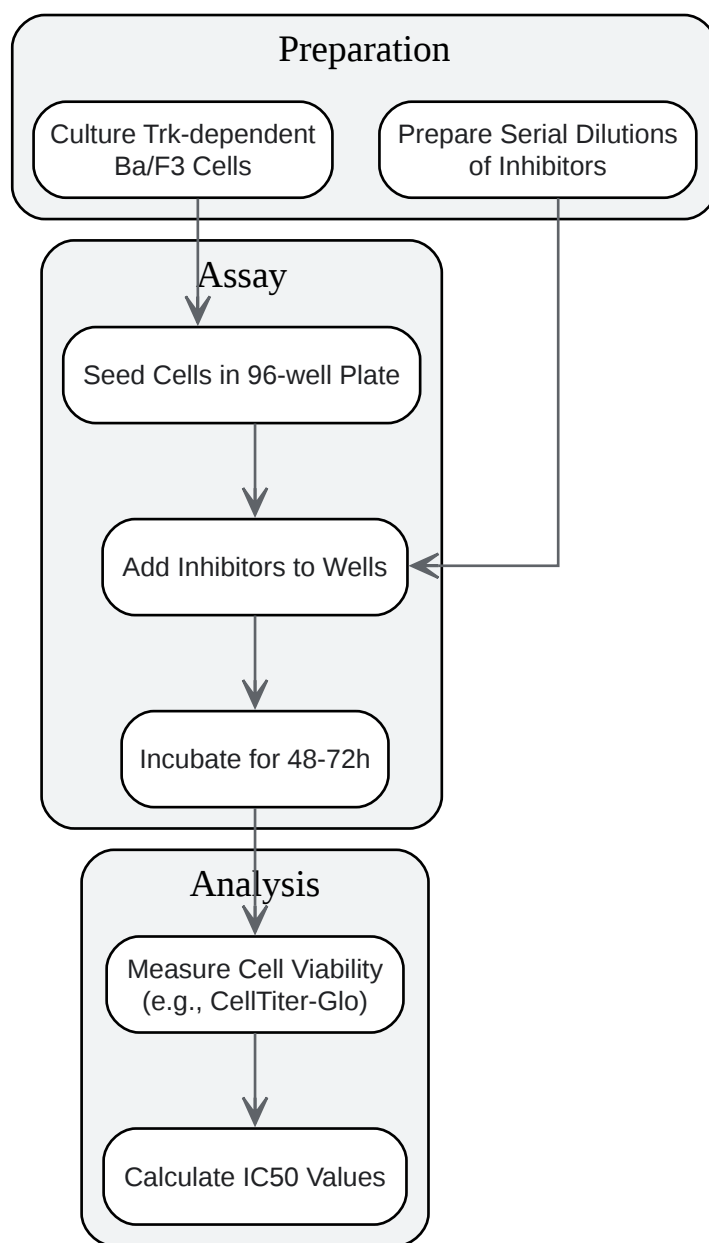 Preparation
Culture Trk-dependent
Ba/F3 Cells
Prepare Serial Dilutions
of Inhibitors
Assay
Seed Cells in 96-well Plate
Add Inhibitors to Wells
Incubate for 48-72h
Analysis
Measure Cell Viability
(e.g., CellTiter-Glo)
Calculate IC50 Values